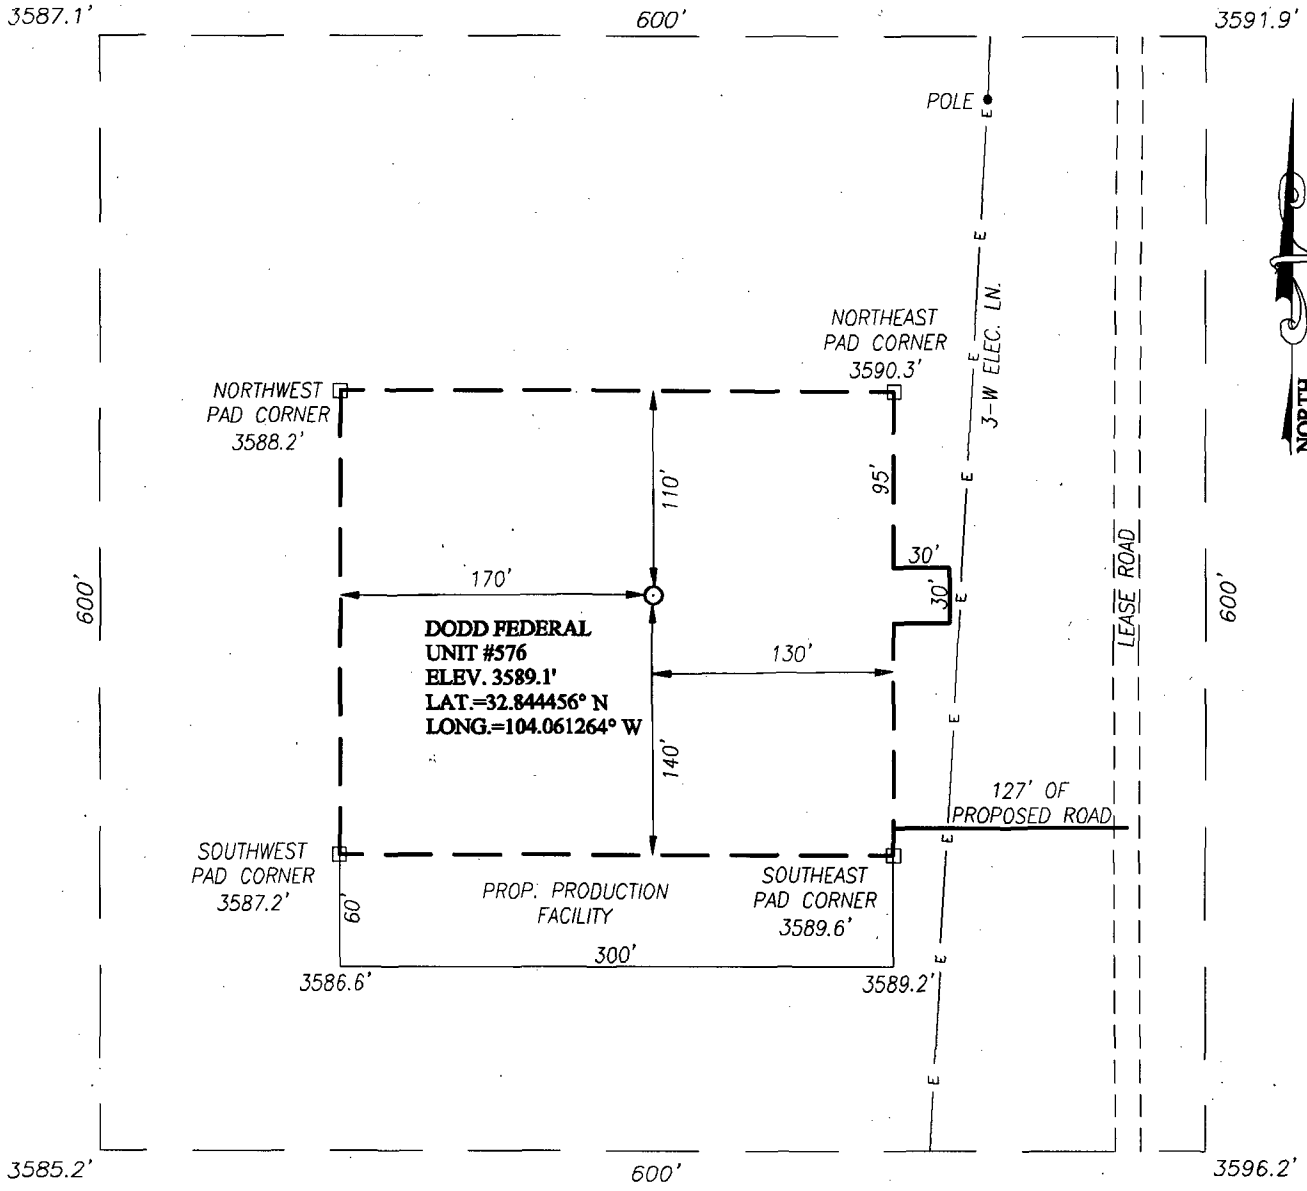 3587.1'
600'
3591.9'
POLE
E
E
3-W ELEC. LN.
NORTH
NORTHEAST
PAD CORNER
3590.3'
NORTHWEST
PAD CORNER
3588.2'
E
E
110'
95'
LEASE ROAD
30'
30'
E
170'
600'
600'
DODD FEDERAL
UNIT #576
ELEV. 3589.1'
LAT.=32.844456° N
LONG.=104.061264° W
130'
E
140'
127' OF
PROPOSED ROAD
E
SOUTHWEST
PAD CORNER
3587.2'
60'
PROP. PRODUCTION
FACILITY
SOUTHEAST
PAD CORNER
3589.6'
300'
E
3586.6'
3589.2'
E
3585.2'
600'
3596.2'